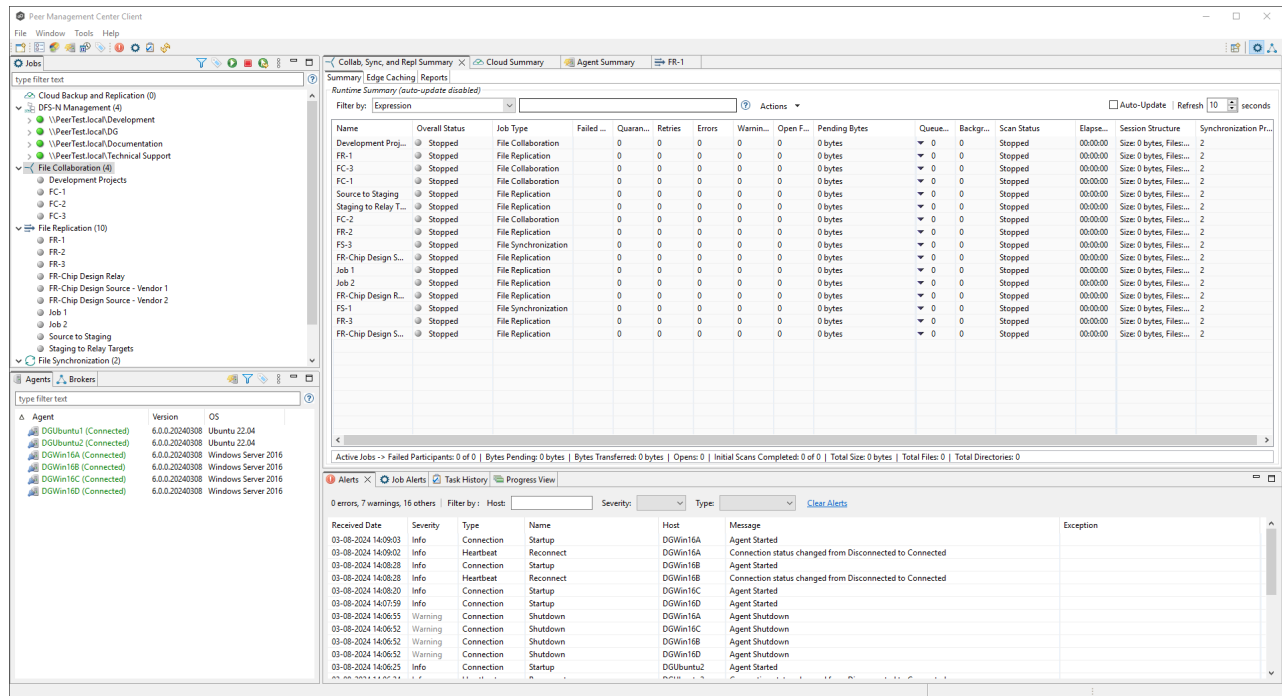 Peer Management Center Client
File Window Tools Help
Jobs
type filter text
Cloud Backup and Replication (0)
DFS-N Management (4)
\\PeerTest.local\Development
\\PeerTest.local\DG
\\PeerTest.local\Documentation
\\PeerTest.local\Technical Support
File Collaboration (4)
Development Projects
FC-1
FC-2
FC-3
File Replication (10)
FR-1
FR-2
FR-3
FR-Chip Design Relay
FR-Chip Design Source - Vendor 1
FR-Chip Design Source - Vendor 2
Job 1
Job 2
Source to Staging
Staging to Relay Targets
File Synchronization (2)
Agents Brokers
type filter text
Agent Version OS
DGUbuntu1 (Connected) 6.0.0.20240308 Ubuntu 22.04
DGUbuntu2 (Connected) 6.0.0.20240308 Ubuntu 22.04
DGWin16A (Connected) 6.0.0.20240308 Windows Server 2016
DGWin16B (Connected) 6.0.0.20240308 Windows Server 2016
DGWin16C (Connected) 6.0.0.20240308 Windows Server 2016
DGWin16D (Connected) 6.0.0.20240308 Windows Server 2016
Collab, Sync, and Repl Summary Cloud Summary Agent Summary FR-1
Summary Edge Caching Reports
Runtime Summary (auto-update disabled)
Filter by: Expression Actions Auto-Update Refresh 10 seconds
Name Overall Status Job Type Failed ... Quaran... Retries Errors Warnin... Open F... Pending Bytes Queue... Backgr... Scan Status Elapse... Session Structure Synchronization Pr...
Development Proj... Stopped File Collaboration 0 0 0 0 0 0 bytes 0 0 Stopped 00:00:00 Size: 0 bytes, Files:... 2
FR-1 Stopped File Replication 0 0 0 0 0 0 bytes 0 0 Stopped 00:00:00 Size: 0 bytes, Files:... 2
FC-3 Stopped File Collaboration 0 0 0 0 0 0 bytes 0 0 Stopped 00:00:00 Size: 0 bytes, Files:... 2
FC-1 Stopped File Collaboration 0 0 0 0 0 0 bytes 0 0 Stopped 00:00:00 Size: 0 bytes, Files:... 2
Source to Staging Stopped File Replication 0 0 0 0 0 0 bytes 0 0 Stopped 00:00:00 Size: 0 bytes, Files:... 2
Staging to Relay T... Stopped File Replication 0 0 0 0 0 0 bytes 0 0 Stopped 00:00:00 Size: 0 bytes, Files:... 2
FC-2 Stopped File Collaboration 0 0 0 0 0 0 bytes 0 0 Stopped 00:00:00 Size: 0 bytes, Files:... 2
FR-2 Stopped File Replication 0 0 0 0 0 0 bytes 0 0 Stopped 00:00:00 Size: 0 bytes, Files:... 2
FS-3 Stopped File Synchronization 0 0 0 0 0 0 bytes 0 0 Stopped 00:00:00 Size: 0 bytes, Files:... 2
FR-Chip Design S... Stopped File Replication 0 0 0 0 0 0 bytes 0 0 Stopped 00:00:00 Size: 0 bytes, Files:... 2
Job 1 Stopped File Replication 0 0 0 0 0 0 bytes 0 0 Stopped 00:00:00 Size: 0 bytes, Files:... 2
Job 2 Stopped File Replication 0 0 0 0 0 0 bytes 0 0 Stopped 00:00:00 Size: 0 bytes, Files:... 2
FR-Chip Design R... Stopped File Replication 0 0 0 0 0 0 bytes 0 0 Stopped 00:00:00 Size: 0 bytes, Files:... 2
FS-1 Stopped File Synchronization 0 0 0 0 0 0 bytes 0 0 Stopped 00:00:00 Size: 0 bytes, Files:... 2
FR-3 Stopped File Replication 0 0 0 0 0 0 bytes 0 0 Stopped 00:00:00 Size: 0 bytes, Files:... 2
FR-Chip Design S... Stopped File Replication 0 0 0 0 0 0 bytes 0 0 Stopped 00:00:00 Size: 0 bytes, Files:... 2
Active Jobs -> Failed Participants: 0 of 0 | Bytes Pending: 0 bytes | Bytes Transferred: 0 bytes | Opens: 0 | Initial Scans Completed: 0 of 0 | Total Size: 0 bytes | Total Files: 0 | Total Directories: 0
Alerts Job Alerts Task History Progress View
0 errors, 7 warnings, 16 others Filter by : Host: Severity: Type: Clear Alerts
Received Date Severity Type Name Host Message Exception
03-08-2024 14:09:03 Info Connection Startup DGWin16A Agent Started
03-08-2024 14:09:02 Info Heartbeat Reconnect DGWin16A Connection status changed from Disconnected to Connected
03-08-2024 14:08:28 Info Connection Startup DGWin16B Agent Started
03-08-2024 14:08:28 Info Heartbeat Reconnect DGWin16B Connection status changed from Disconnected to Connected
03-08-2024 14:08:20 Info Connection Startup DGWin16C Agent Started
03-08-2024 14:07:59 Info Connection Startup DGWin16D Agent Started
03-08-2024 14:06:55 Warning Connection Shutdown DGWin16A Agent Shutdown
03-08-2024 14:06:52 Warning Connection Shutdown DGWin16C Agent Shutdown
03-08-2024 14:06:52 Warning Connection Shutdown DGWin16B Agent Shutdown
03-08-2024 14:06:52 Warning Connection Shutdown DGWin16D Agent Shutdown
03-08-2024 14:06:25 Info Connection Startup DGUbuntu2 Agent Started